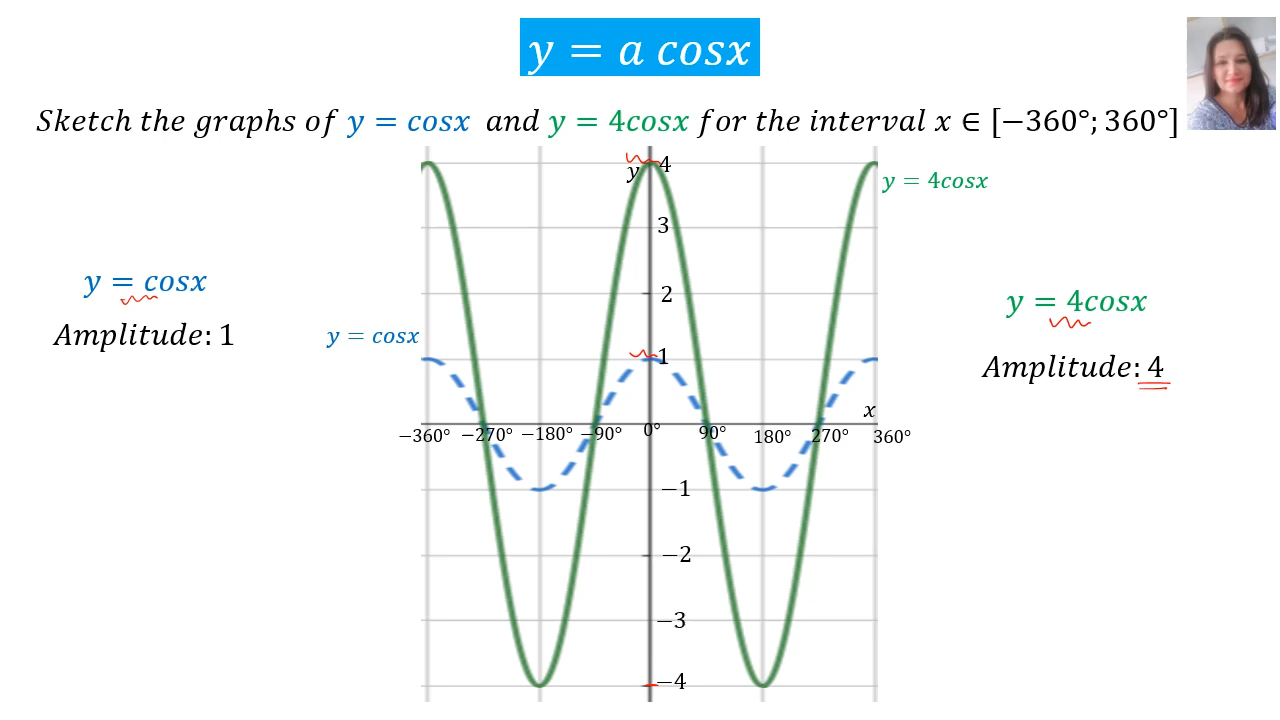 y = a cosx
Sketch the graphs of y = cosx and y = 4cosx for the interval x ∈ [−360°; 360°]
y
4
y = 4cosx
3
y = cosx
2
y = 4cosx
Amplitude: 1
y = cosx
1
Amplitude: 4
x
−360° −270° −180° −90° 0° 90° 180° 270° 360°
−1
−2
−3
−4